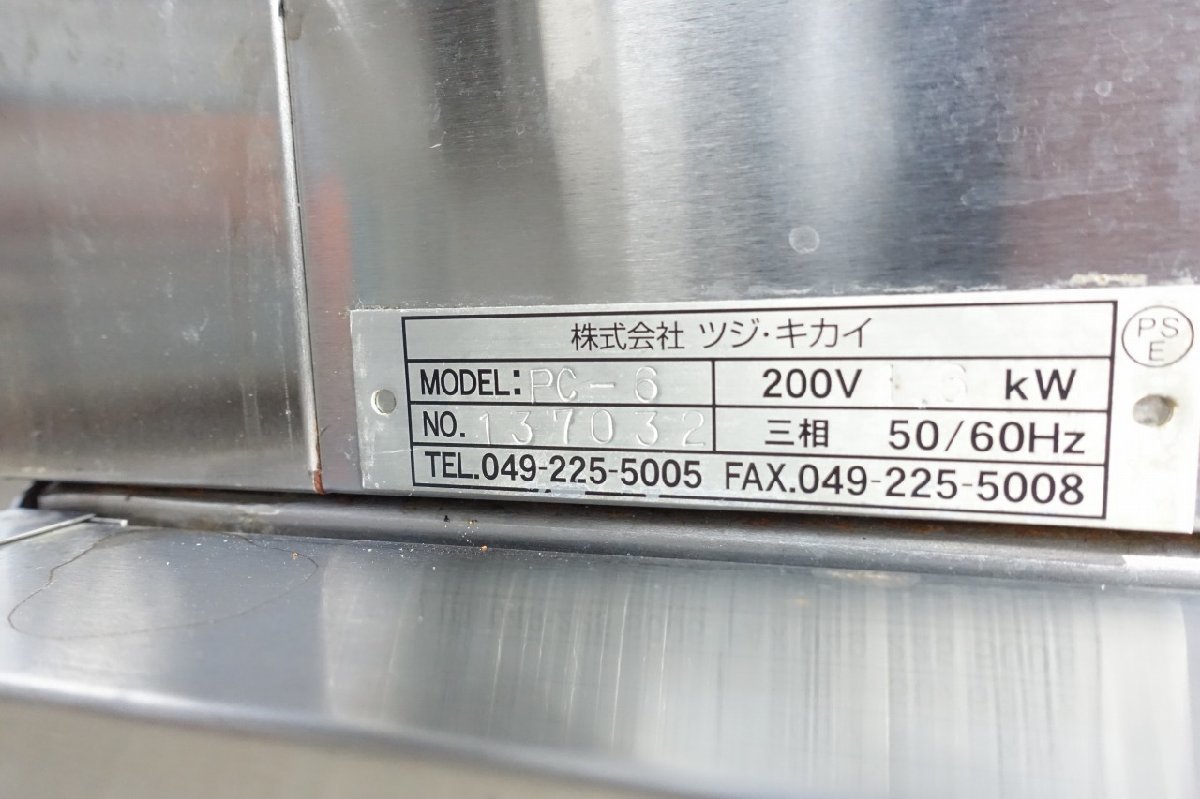 株式会社 ツジ・キカイ
PS
E
MODEL: PC-6
200V kW
NO. 137032
三相 50/60Hz
TEL.049-225-5005 FAX.049-225-5008